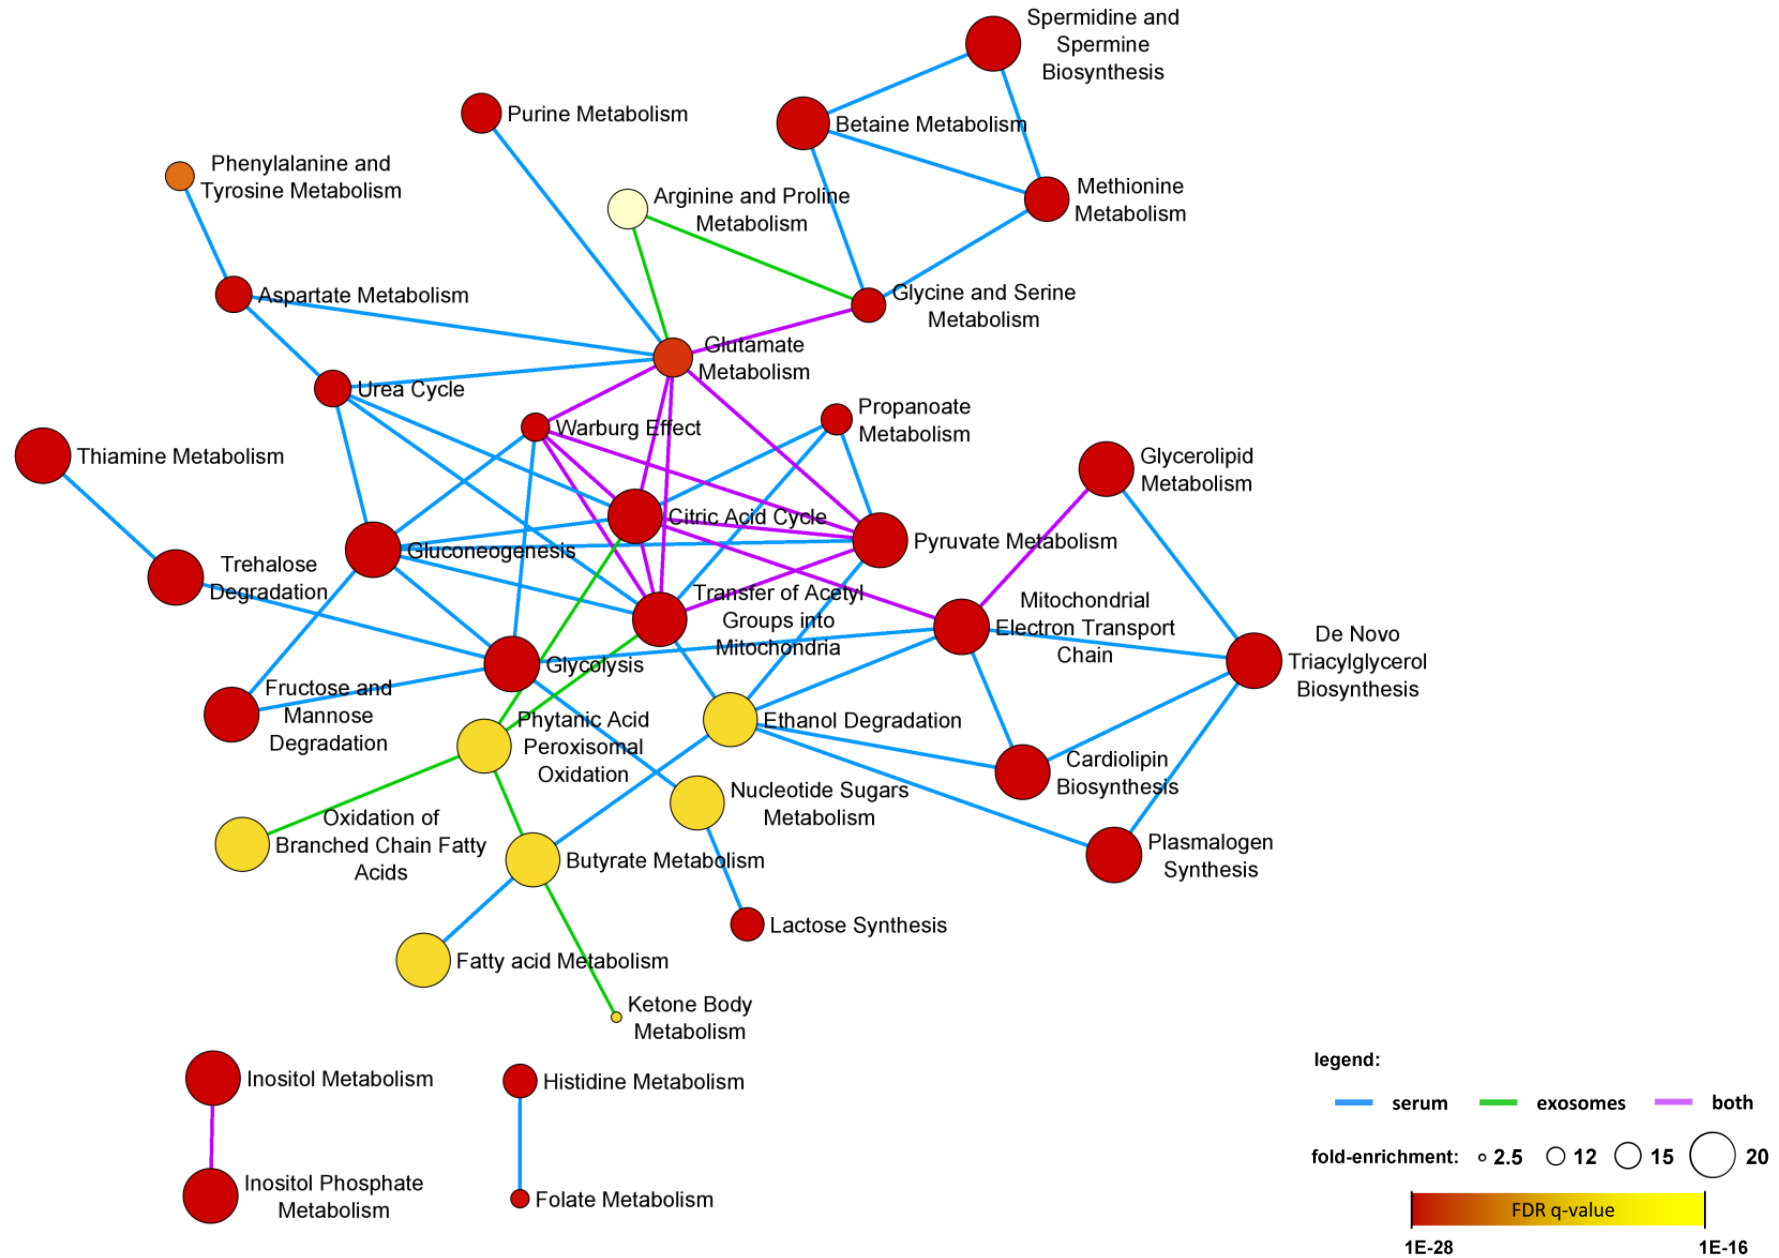 Spermidine and
Spermine
Biosynthesis
Purine Metabolism
Betaine Metabolism
Phenylalanine and
Tyrosine Metabolism
Arginine and Proline
Metabolism
Methionine
Metabolism
Aspartate Metabolism
Glycine and Serine
Metabolism
Glutamate
Metabolism
Urea Cycle
Warburg Effect
Propanoate
Metabolism
Thiamine Metabolism
Glycerolipid
Metabolism
Citric Acid Cycle
Gluconeogenesis
Pyruvate Metabolism
Trehalose
Degradation
Transfer of Acetyl
Groups into
Mitochondria
Mitochondrial
Electron Transport
Chain
De Novo
Triacylglycerol
Biosynthesis
Glycolysis
Fructose and
Mannose
Degradation
Phytanic Acid
Peroxisomal
Oxidation
Ethanol Degradation
Cardiolipin
Biosynthesis
Nucleotide Sugars
Metabolism
Oxidation of
Branched Chain Fatty
Acids
Butyrate Metabolism
Plasmalogen
Synthesis
Lactose Synthesis
Fatty acid Metabolism
Ketone Body
Metabolism
Inositol Metabolism
Histidine Metabolism
Inositol Phosphate
Metabolism
Folate Metabolism
legend:
serum exosomes both
fold-enrichment: 2.5 12 15 20
FDR q-value
1E-28 1E-16